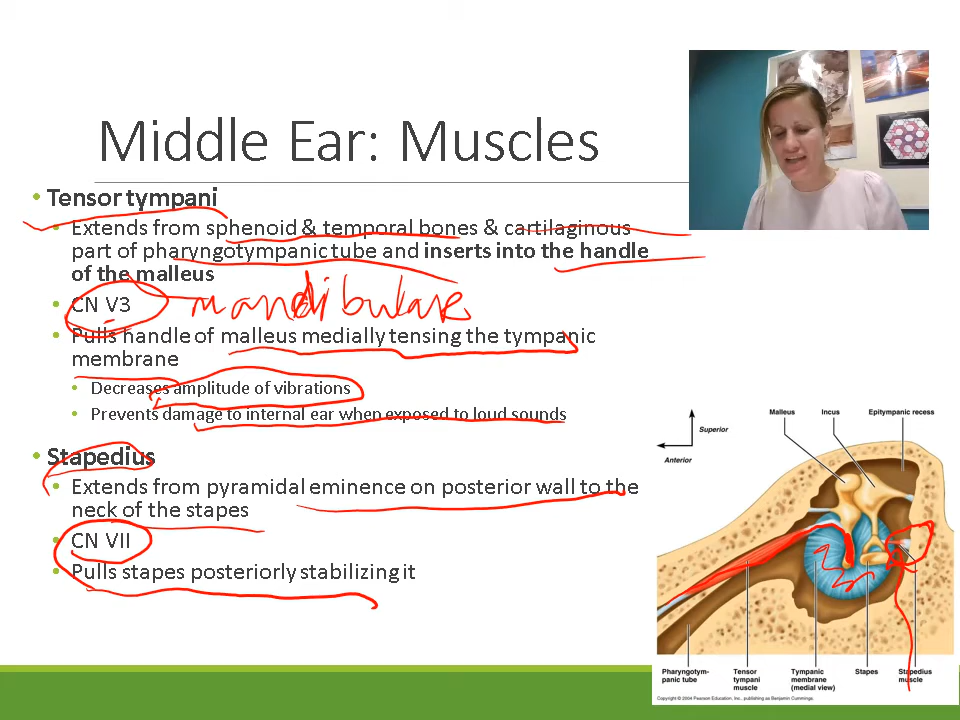 Middle Ear: Muscles
• Tensor tympani
• Extends from sphenoid & temporal bones & cartilaginous
part of pharyngotympanic tube and inserts into the handle
of the malleus
• CN V3
mandibular
• Pulls handle of malleus medially tensing the tympanic
membrane
• Decreases amplitude of vibrations
• Prevents damage to internal ear when exposed to loud sounds
• Stapedius
• Extends from pyramidal eminence on posterior wall to the
neck of the stapes
• CN VII
• Pulls stapes posteriorly stabilizing it
Malleus Incus Epitympanic recess
Superior
Anterior
Pharyngotym-
panic tube
Tensor
tympani
muscle
Tympanic
membrane
(medial view)
Stapes
Stapedius
muscle
Copyright © 2004 Pearson Education, Inc., publishing as Benjamin Cummings.